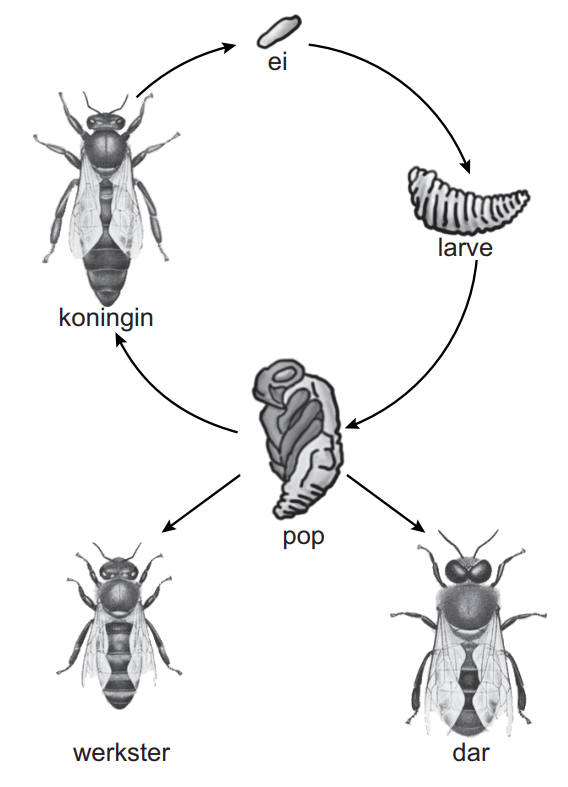 ei
larve
koningin
pop
werkster
dar